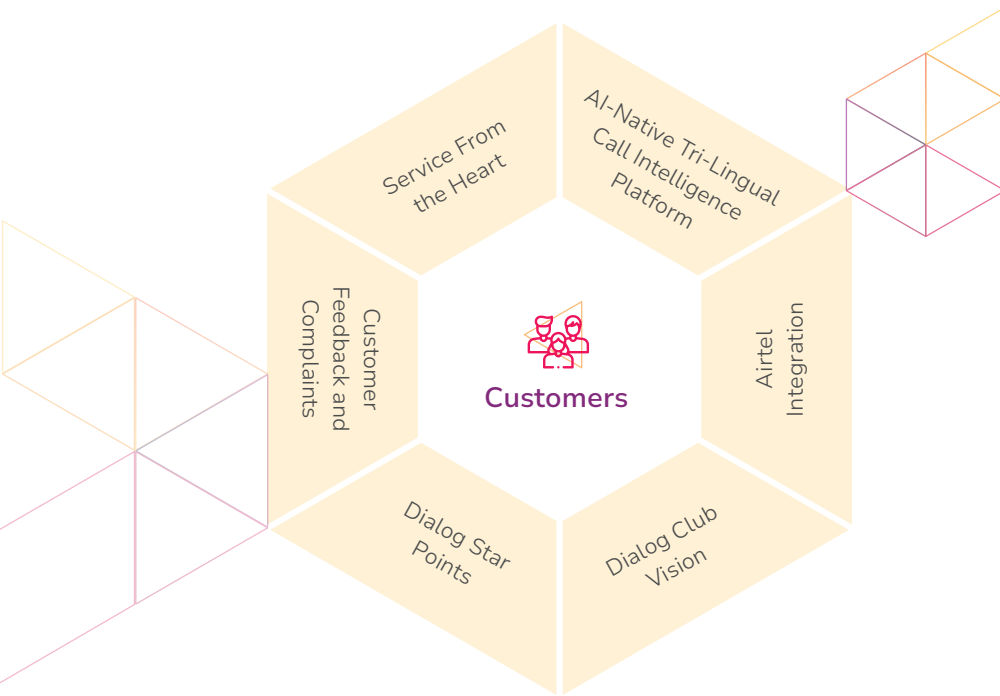 Service From
the Heart
AI-Native Tri-Lingual
Call Intelligence
Platform
Customer
Feedback and
Complaints
Customers
Airtel
Integration
Dialog Star
Points
Dialog Club
Vision